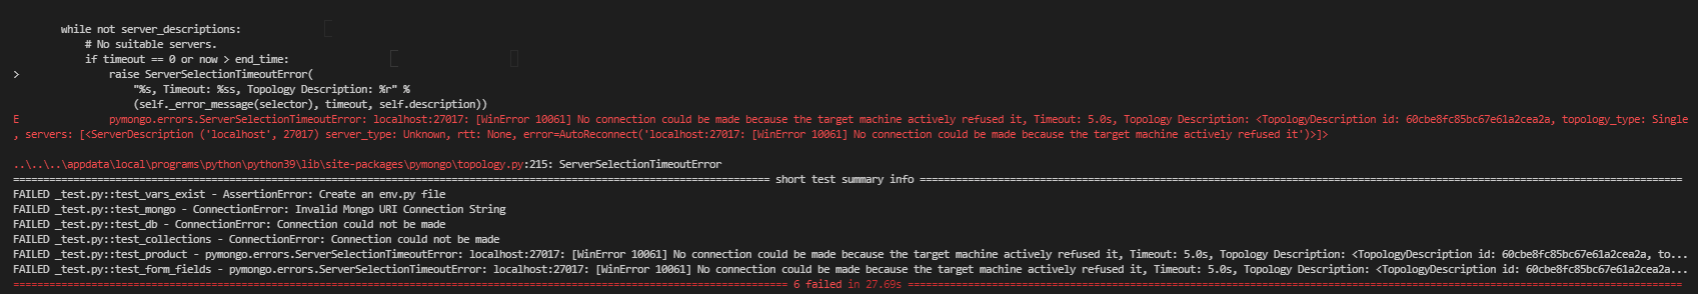 while not server_descriptions:
# No suitable servers.
if timeout == 0 or now > end_time:
> raise ServerSelectionTimeoutError(
"%s, Timeout: %ss, Topology Description: %r" %
(self._error_message(selector), timeout, self.description))
E pymongo.errors.ServerSelectionTimeoutError: localhost:27017: [WinError 10061] No connection could be made because the target machine actively refused it, Timeout: 5.0s, Topology Description: <TopologyDescription id: 60cbe8fc85bc67e61a2cea2a, topology_type: Single
, servers: [<ServerDescription ('localhost', 27017) server_type: Unknown, rtt: None, error=AutoReconnect('localhost:27017: [WinError 10061] No connection could be made because the target machine actively refused it')>]>
..\..\..\appdata\local\programs\python\python39\lib\site-packages\pymongo\topology.py:215: ServerSelectionTimeoutError
short test summary info
FAILED _test.py::test_vars_exist - AssertionError: Create an env.py file
FAILED _test.py::test_mongo - ConnectionError: Invalid Mongo URI Connection String
FAILED _test.py::test_db - ConnectionError: Connection could not be made
FAILED _test.py::test_collections - ConnectionError: Connection could not be made
FAILED _test.py::test_product - pymongo.errors.ServerSelectionTimeoutError: localhost:27017: [WinError 10061] No connection could be made because the target machine actively refused it, Timeout: 5.0s, Topology Description: <TopologyDescription id: 60cbe8fc85bc67e61a2cea2a, to...
FAILED _test.py::test_form_fields - pymongo.errors.ServerSelectionTimeoutError: localhost:27017: [WinError 10061] No connection could be made because the target machine actively refused it, Timeout: 5.0s, Topology Description: <TopologyDescription id: 60cbe8fc85bc67e61a2cea2a...
6 failed in 27.69s